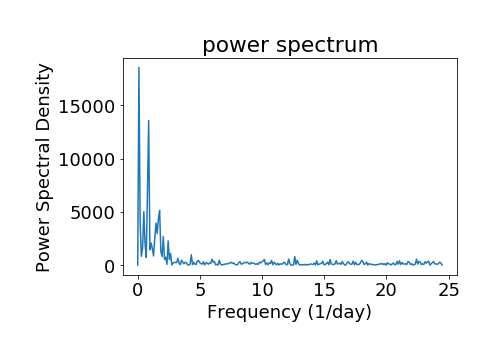 power spectrum
Power Spectral Density
15000
10000
5000
0
0 5 10 15 20 25
Frequency (1/day)